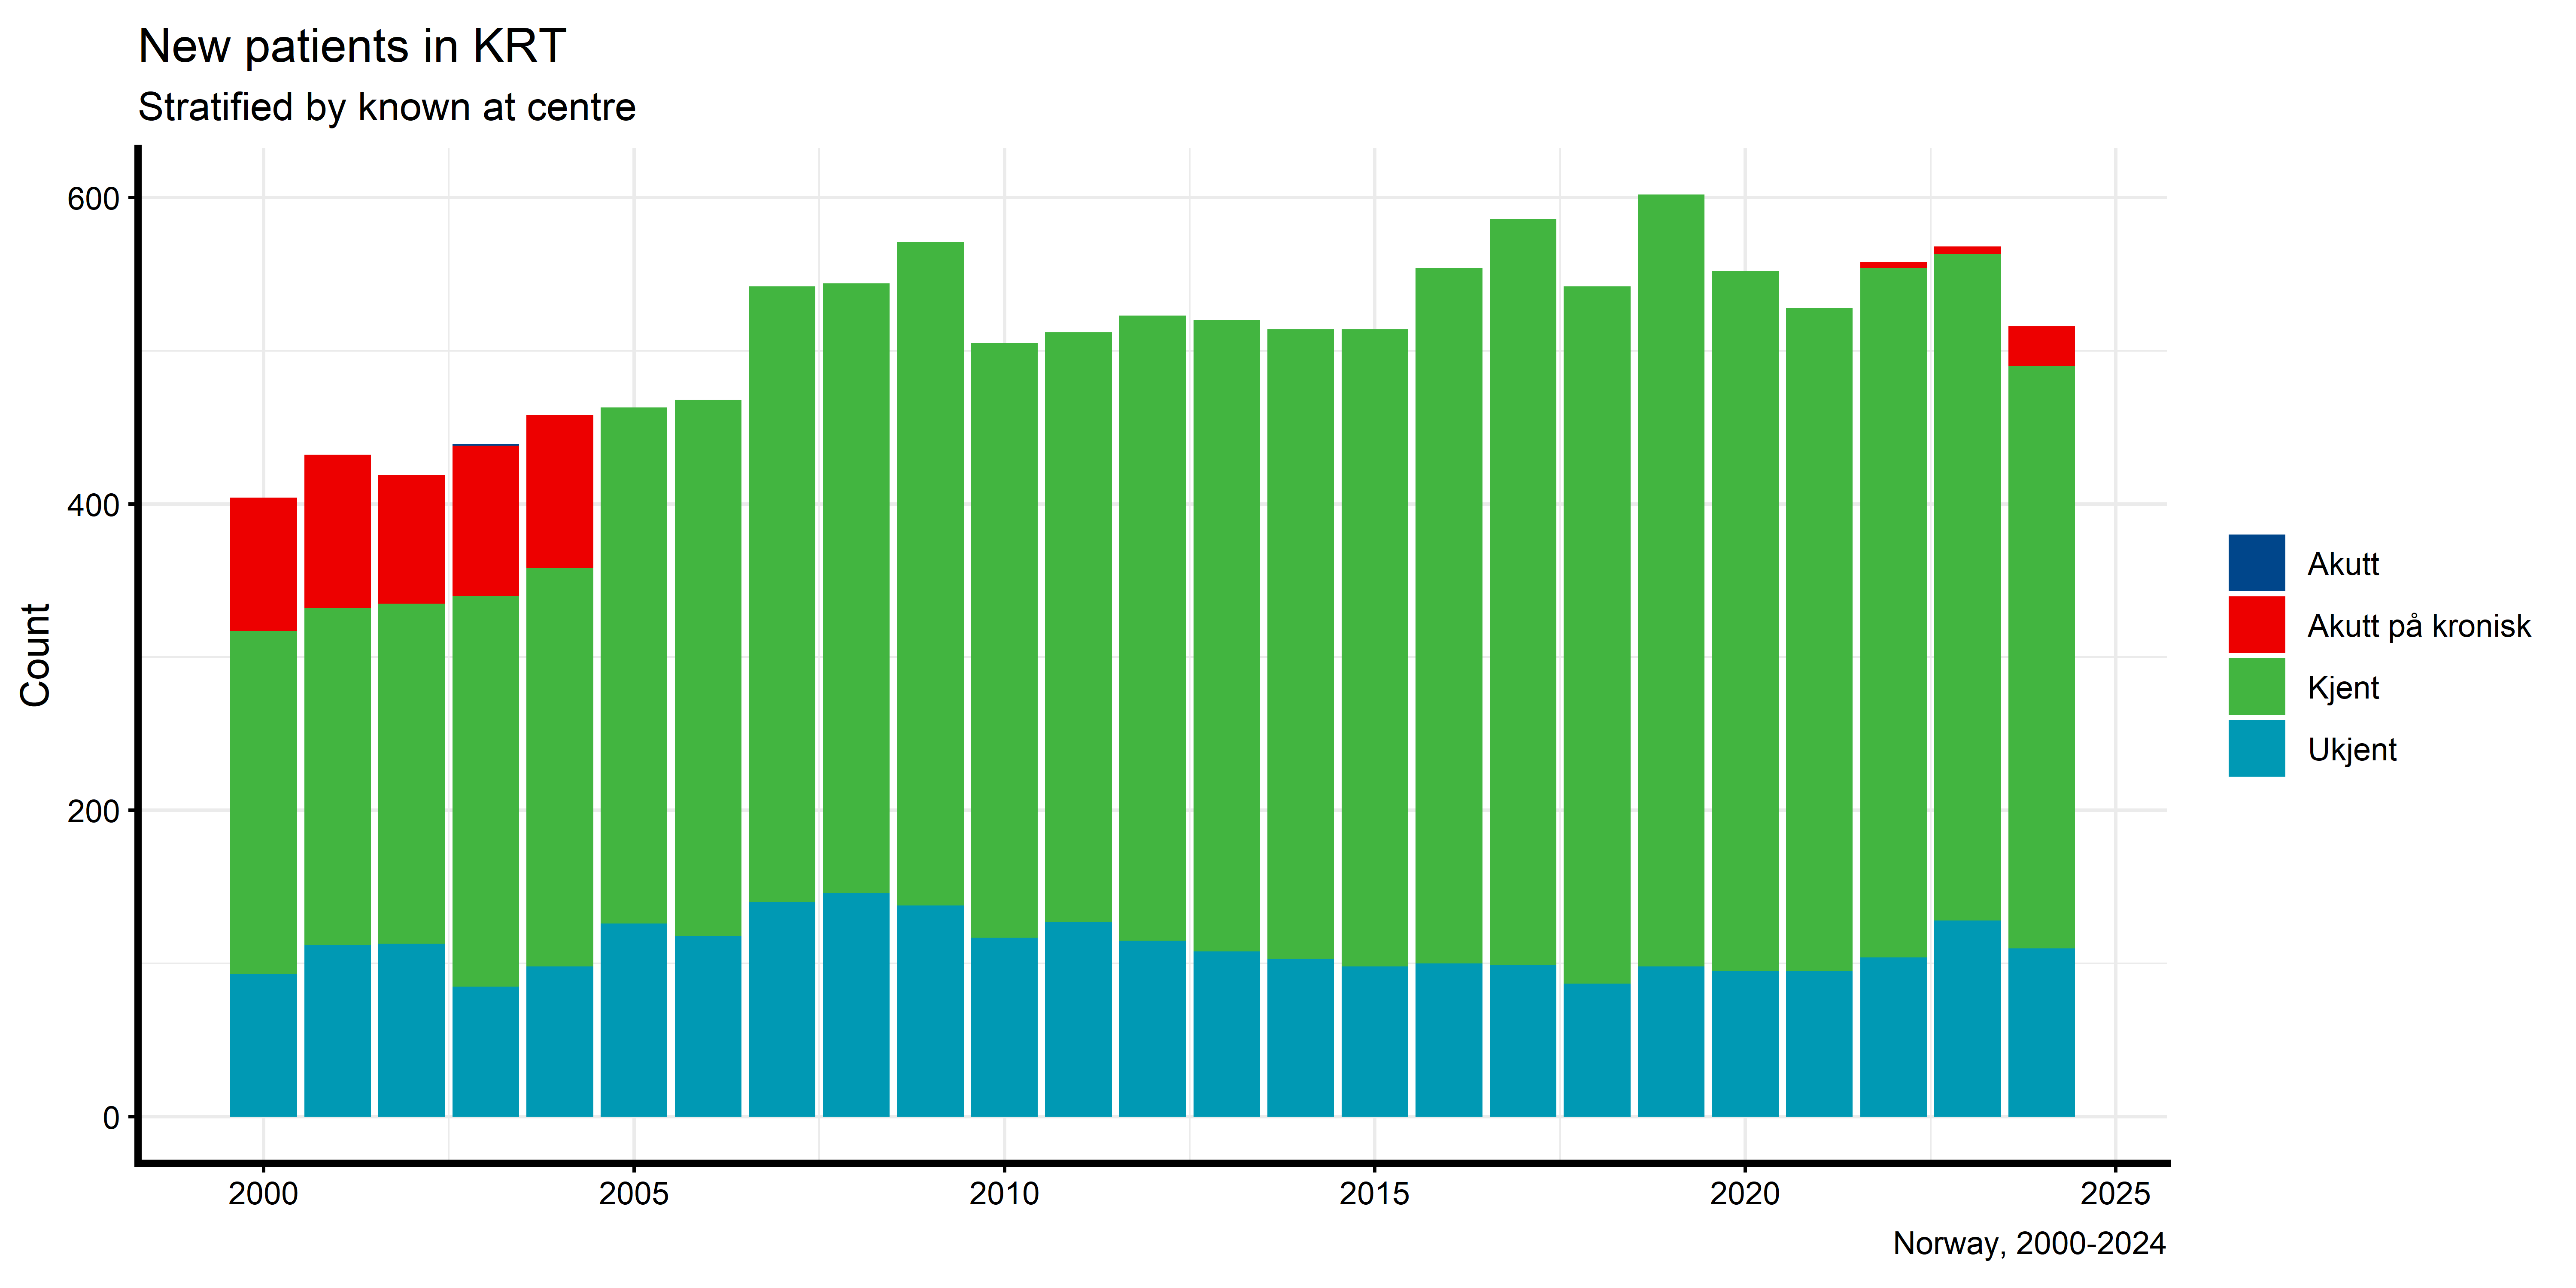 New patients in KRT
Stratified by known at centre
Count
600
400
200
0
2000
2005
2010
2015
2020
2025
Norway, 2000-2024
Akutt
Akutt på kronisk
Kjent
Ukjent